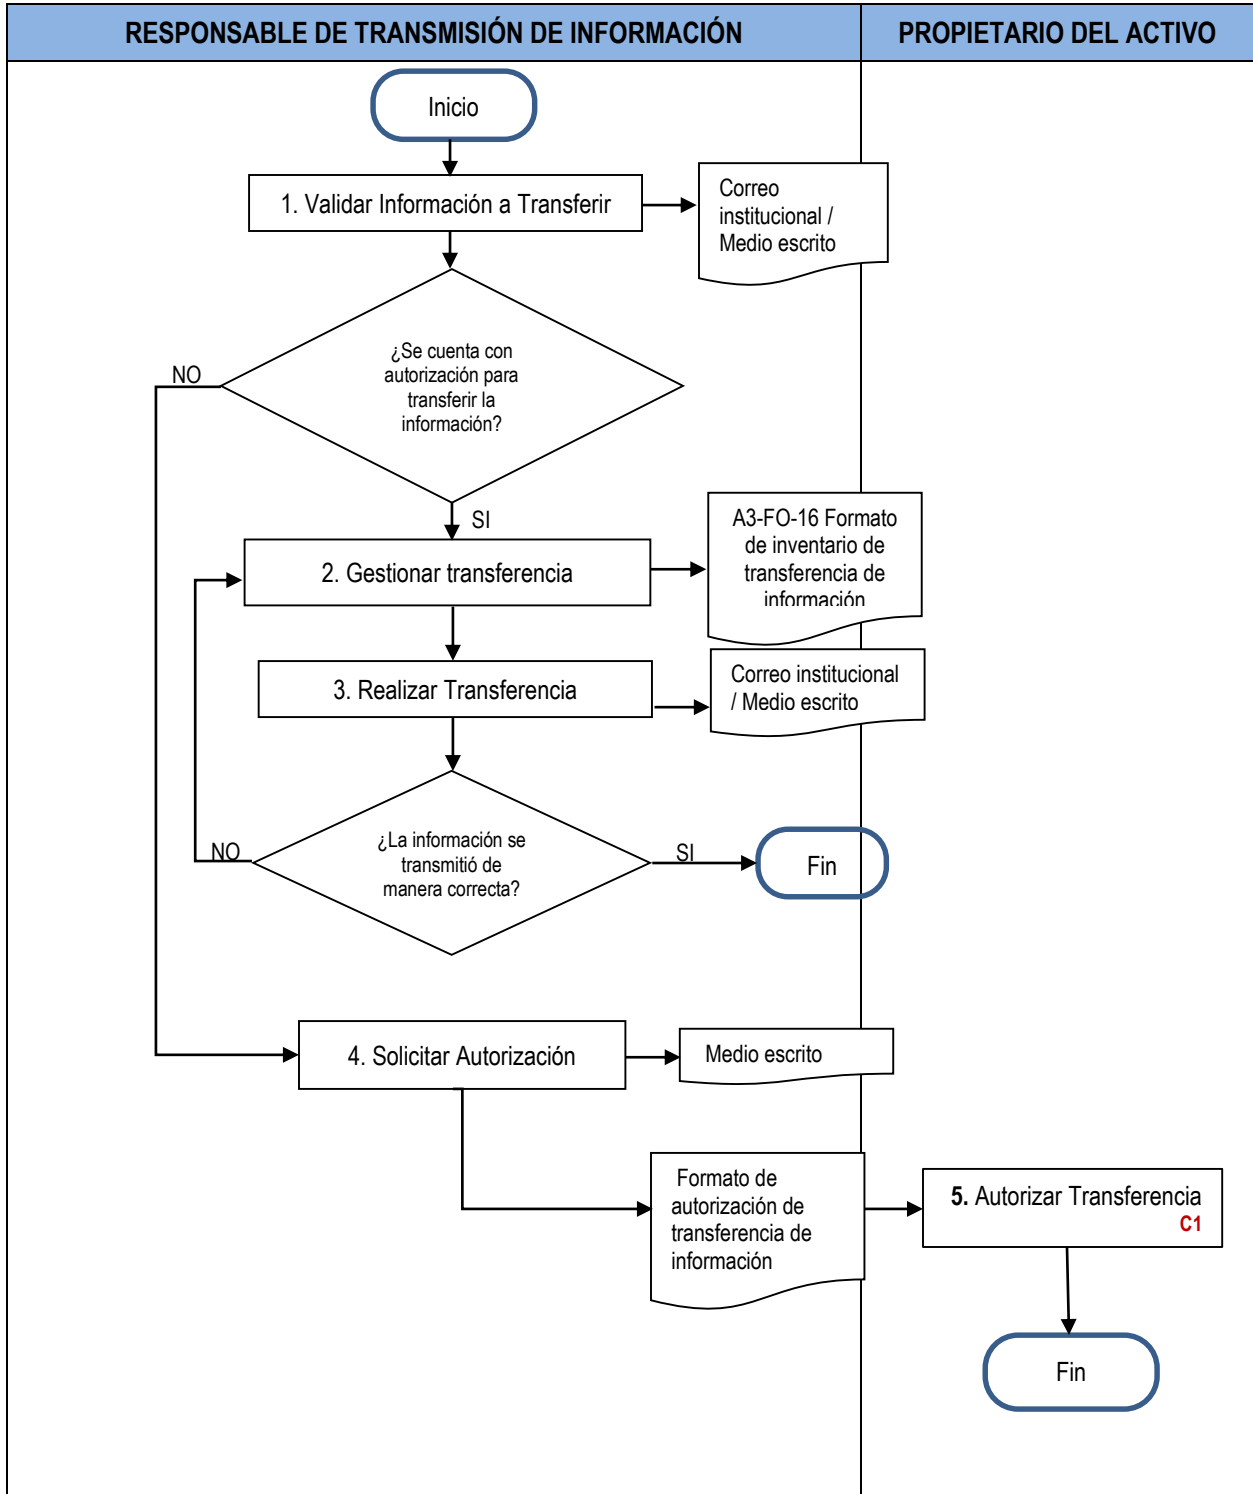 RESPONSABLE DE TRANSMISIÓN DE INFORMACIÓN
PROPIETARIO DEL ACTIVO
Inicio
1. Validar Información a Transferir
Correo
institucional /
Medio escrito
¿Se cuenta con
autorización para
transferir la
información?
NO
SI
2. Gestionar transferencia
A3-FO-16 Formato
de inventario de
transferencia de
información
3. Realizar Transferencia
Correo institucional
/ Medio escrito
¿La información se
transmitió de
manera correcta?
NO
SI
Fin
4. Solicitar Autorización
Medio escrito
Formato de
autorización de
transferencia de
información
5. Autorizar Transferencia
C1
Fin